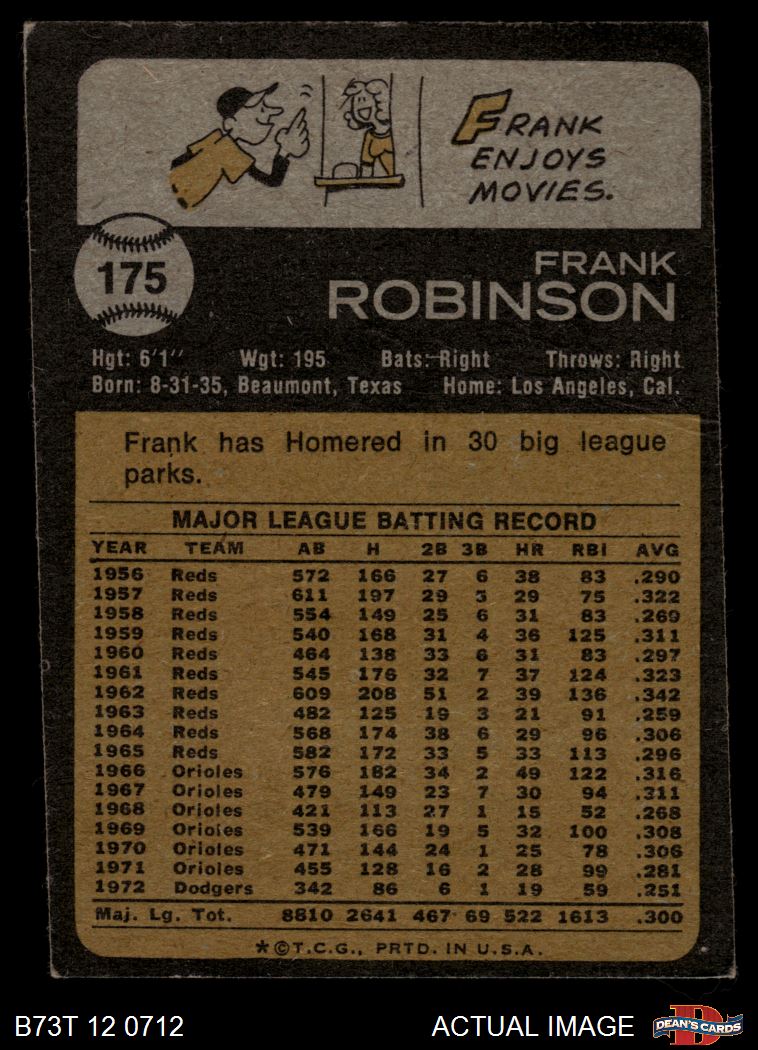 FRANK
ENJOYS
MOVIES.
175
FRANK
ROBINSON
Hgt: 6'1" Wgt: 195 Bats: Right Throws: Right
Born: 8-31-35, Beaumont, Texas Home: Los Angeles, Cal.
Frank has Homered in 30 big league
parks.
MAJOR LEAGUE BATTING RECORD
YEAR TEAM AB H 2B 3B HR RBI AVG
1956 Reds 572 166 27 6 38 83 .290
1957 Reds 611 197 29 3 29 75 .322
1958 Reds 554 149 25 6 31 83 .269
1959 Reds 540 168 31 4 36 125 .311
1960 Reds 464 138 33 6 31 83 .297
1961 Reds 545 176 32 7 37 124 .323
1962 Reds 609 208 51 2 39 136 .342
1963 Reds 482 125 19 3 21 91 .259
1964 Reds 568 174 38 6 29 96 .306
1965 Reds 582 172 33 5 33 113 .296
1966 Orioles 576 182 34 2 49 122 .316
1967 Orioles 479 149 23 7 30 94 .311
1968 Orioles 421 113 27 1 15 52 .268
1969 Orioles 539 166 19 5 32 100 .308
1970 Orioles 471 144 24 1 25 78 .306
1971 Orioles 455 128 16 2 28 99 .281
1972 Dodgers 342 86 6 1 19 59 .251
Maj. Lg. Tot. 8810 2641 467 69 522 1613 .300
*©T.C.G., PRTD. IN U.S.A.
B73T 12 0712 ACTUAL IMAGE D DEAN'S CARDS